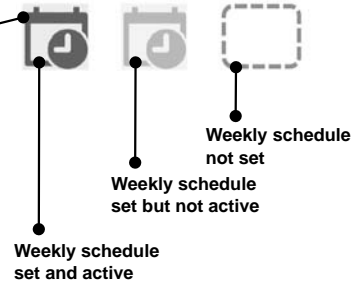 Weekly schedule
not set
Weekly schedule
set but not active
Weekly schedule
set and active